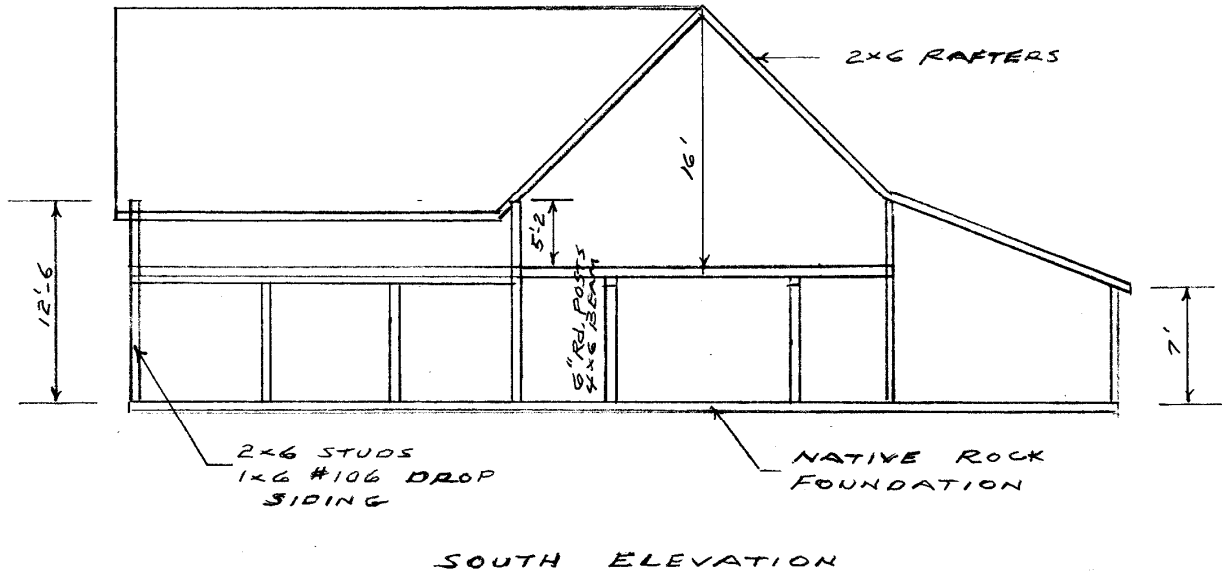 2×6 RAFTERS
16'
5'-2
12'-6
6" Rd. POSTS
4×6 BEAM
7'
2×6 STUDS
1×6 #106 DROP
SIDING
NATIVE ROCK
FOUNDATION
SOUTH ELEVATION